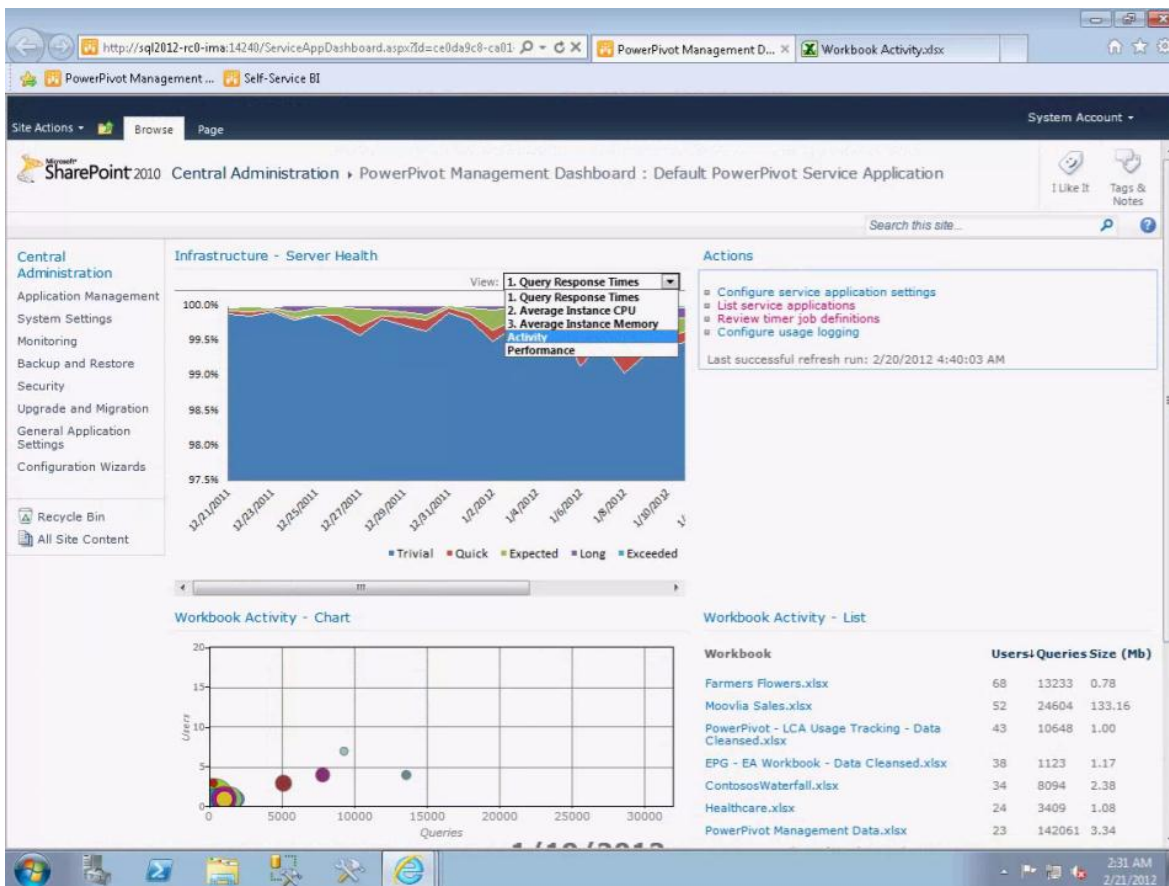 http://sql2012-rc0-ima:14240/ServiceAppDashboard.aspx?Id=ce0da9c8-ca01-
PowerPivot Management D...
Workbook Activity.xlsx
PowerPivot Management ...
Self-Service BI
Site Actions
Browse
Page
System Account
Microsoft
SharePoint 2010
Central Administration
PowerPivot Management Dashboard : Default PowerPivot Service Application
I Like It
Tags &
Notes
Search this site...
Central
Administration
Application Management
System Settings
Monitoring
Backup and Restore
Security
Upgrade and Migration
General Application
Settings
Configuration Wizards
Recycle Bin
All Site Content
Infrastructure - Server Health
View: 1. Query Response Times
1. Query Response Times
2. Average Instance CPU
3. Average Instance Memory
Activity
Performance
100.0%
99.5%
99.0%
98.5%
98.0%
97.5%
12/21/2011
12/23/2011
12/25/2011
12/27/2011
12/29/2011
12/31/2011
1/2/2012
1/4/2012
1/6/2012
1/8/2012
1/10/2012
Trivial Quick Expected Long Exceeded
Actions
Configure service application settings
List service applications
Review timer job definitions
Configure usage logging
Last successful refresh run: 2/20/2012 4:40:03 AM
Workbook Activity - Chart
20
15
10
5
0
Users
0 5000 10000 15000 20000 25000 30000
Queries
Workbook Activity - List
Workbook Users Queries Size (Mb)
Farmers Flowers.xlsx 68 13233 0.78
Moovlia Sales.xlsx 52 24604 133.16
PowerPivot - LCA Usage Tracking - Data 43 10648 1.00
Cleansed.xlsx
EPG - EA Workbook - Data Cleansed.xlsx 38 1123 1.17
ContososWaterfall.xlsx 34 8094 2.38
Healthcare.xlsx 24 3409 1.08
PowerPivot Management Data.xlsx 23 142061 3.34
2:31 AM
2/21/2012